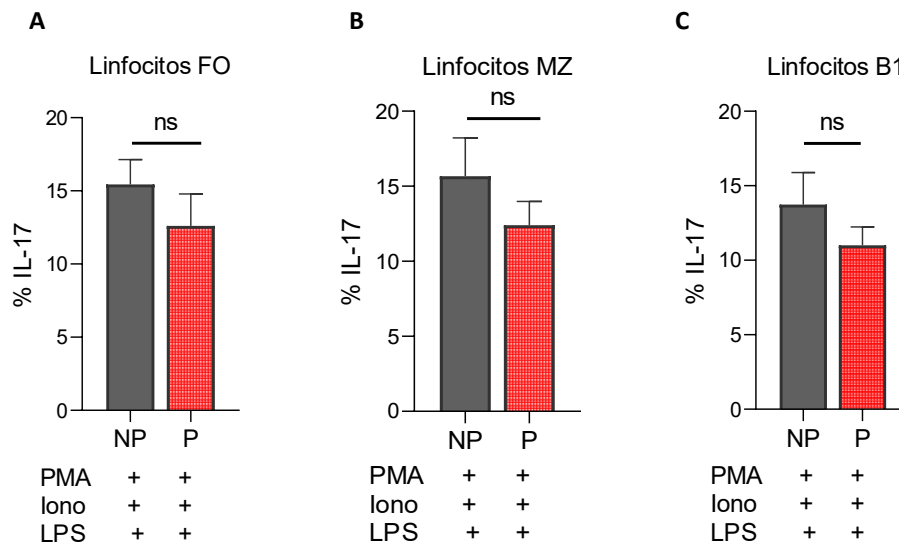 A
Linfocitos FO
ns
% IL-17
20
15
10
5
0
NP P
PMA + +
Iono + +
LPS + +
B
Linfocitos MZ
ns
% IL-17
20
15
10
5
0
NP P
PMA + +
Iono + +
LPS + +
C
Linfocitos B1
ns
% IL-17
20
15
10
5
0
NP P
PMA + +
Iono + +
LPS + +